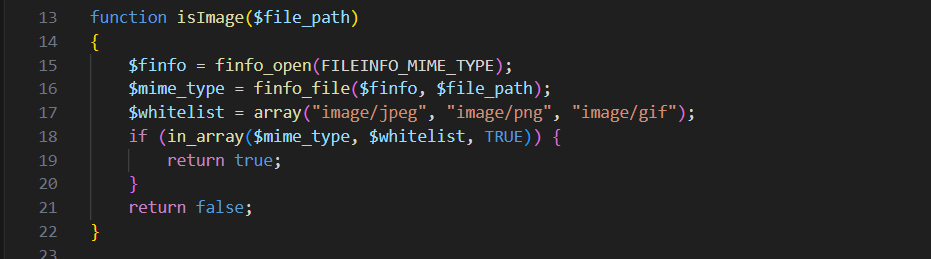 13 function isImage($file_path)
14 {
15     $finfo = finfo_open(FILEINFO_MIME_TYPE);
16     $mime_type = finfo_file($finfo, $file_path);
17     $whitelist = array("image/jpeg", "image/png", "image/gif");
18     if (in_array($mime_type, $whitelist, TRUE)) {
19         return true;
20     }
21     return false;
22 }
23